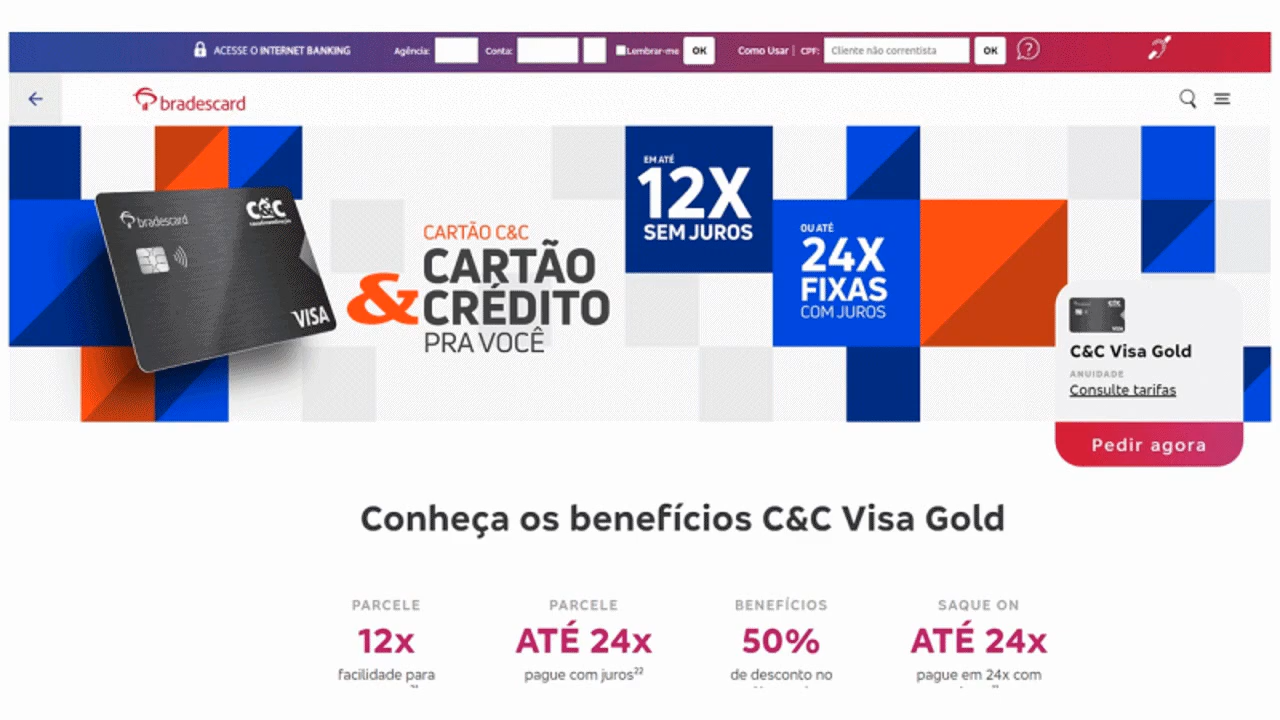 ACESSE O INTERNET BANKING Agência: Conta: Lembrar-me OK Como Usar | CPF: Cliente não correntista OK
bradescard
EM ATÉ
12X
SEM JUROS
OU ATÉ
24X
FIXAS
COM JUROS
bradescard
C&C
VISA
CARTÃO C&C
CARTÃO
& CRÉDITO
PRA VOCÊ
C&C
VISA
C&C Visa Gold
ANUIDADE
Consulte tarifas
Pedir agora
Conheça os benefícios C&C Visa Gold
PARCELE
12x
facilidade para
PARCELE
ATÉ 24x
pague com juros²²
BENEFÍCIOS
50%
de desconto no
SAQUE ON
ATÉ 24x
pague em 24x com